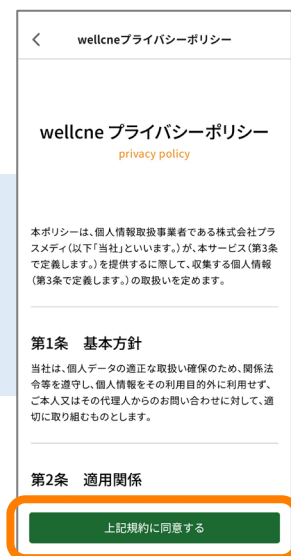 wellcneプライバシーポリシー
wellcne プライバシーポリシー
privacy policy
本ポリシーは、個人情報取扱事業者である株式会社プラ
スメディ（以下「当社」といいます。）が、本サービス（第3条
で定義します。）を提供するに際して、収集する個人情報
（第3条で定義します。）の取扱いを定めます。
第1条 基本方針
当社は、個人データの適正な取扱い確保のため、関係法
令等を遵守し、個人情報をその利用目的外に利用せず、
ご本人又はその代理人からのお問い合わせに対して、適
切に取り組むものとします。
第2条 適用関係
上記規約に同意する